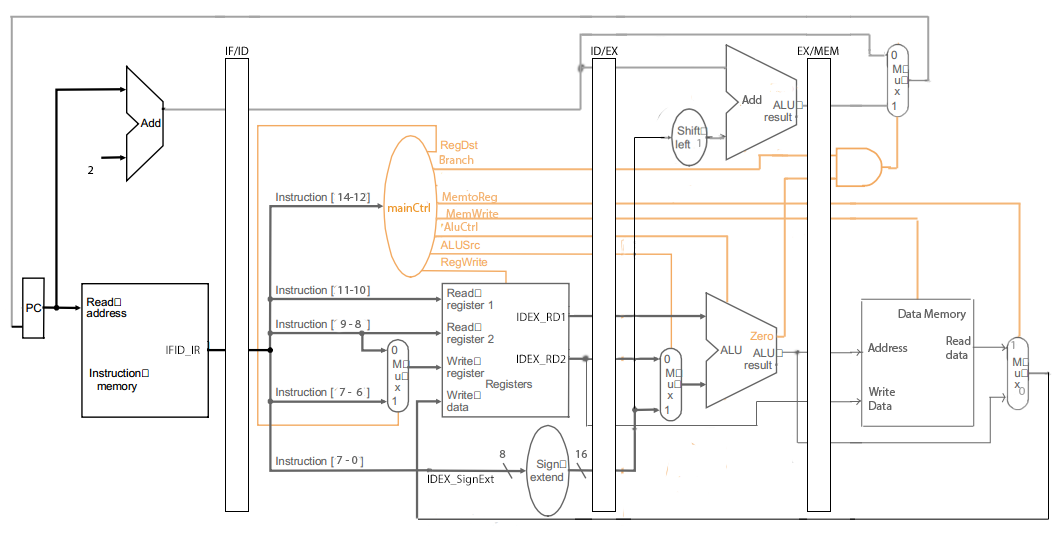 IF/ID
ID/EX
EX/MEM
Add
2
PC
Read
address
IFID_IR
Instruction
memory
RegDst
Branch
MemtoReg
MemWrite
'AluCtrl
ALUSrc
RegWrite
mainCtrl
Instruction [ 14-12]
Instruction [ 11-10]
Instruction [ 9 - 8 ]
Instruction [ 7 - 6 ]
Instruction [ 7 - 0 ]
0
M
u
x
1
Read
register 1
Read
register 2
Write
register
Write
data
Registers
IDEX_RD1
IDEX_RD2
IDEX_SignExt
8
Sign
extend
16
Shift
left 1
Add
ALU
result
0
M
u
x
1
0
M
u
x
1
Zero
ALU
ALU
result
Data Memory
Address
Read
data
Write
Data
1
M
u
x
0